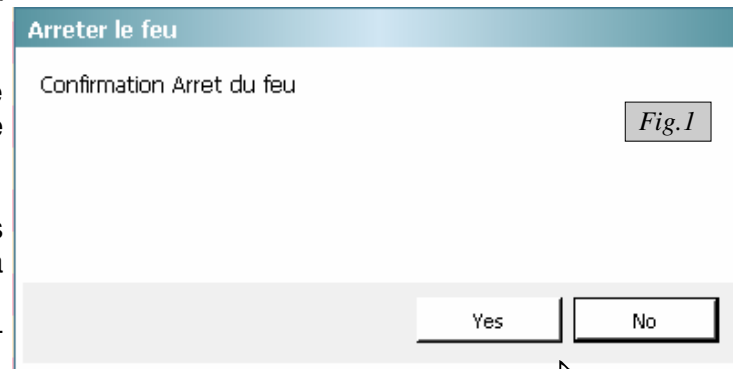 Arreter le feu
Confirmation Arret du feu
Fig.1
Yes
No